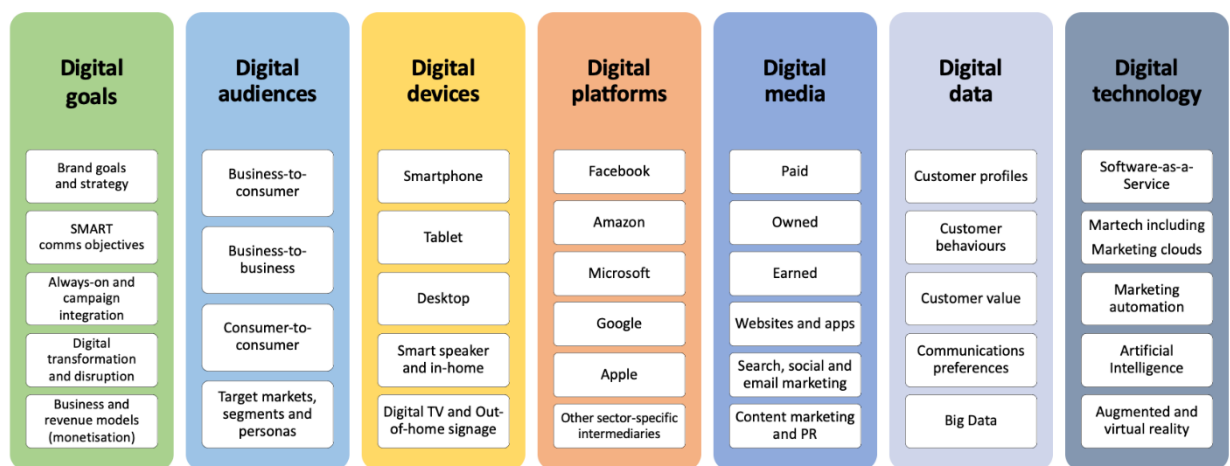 Digital
goals
Brand goals
and strategy
SMART
comms objectives
Always-on and
campaign
integration
Digital
transformation
and disruption
Business and
revenue models
(monetisation)
Digital
audiences
Business-to-
consumer
Business-to-
business
Consumer-to-
consumer
Target markets,
segments and
personas
Digital
devices
Smartphone
Tablet
Desktop
Smart speaker
and in-home
Digital TV and Out-
of-home signage
Digital
platforms
Facebook
Amazon
Microsoft
Google
Apple
Other sector-specific
intermediaries
Digital
media
Paid
Owned
Earned
Websites and apps
Search, social and
email marketing
Content marketing
and PR
Digital
data
Customer profiles
Customer
behaviours
Customer value
Communications
preferences
Big Data
Digital
technology
Software-as-a-
Service
Martech including
Marketing clouds
Marketing
automation
Artificial
Intelligence
Augmented and
virtual reality